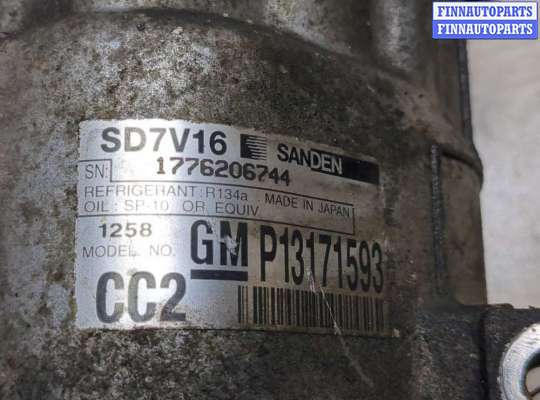 FINNAUTOPARTS
FINNAUTOPARTS
SD7V16 SANDEN
SN: 1776206744
REFRIGERANT: R134a MADE IN JAPAN
OIL: SP-10 OR EQUIV
1258
MODEL NO. GM P13171593
CC2